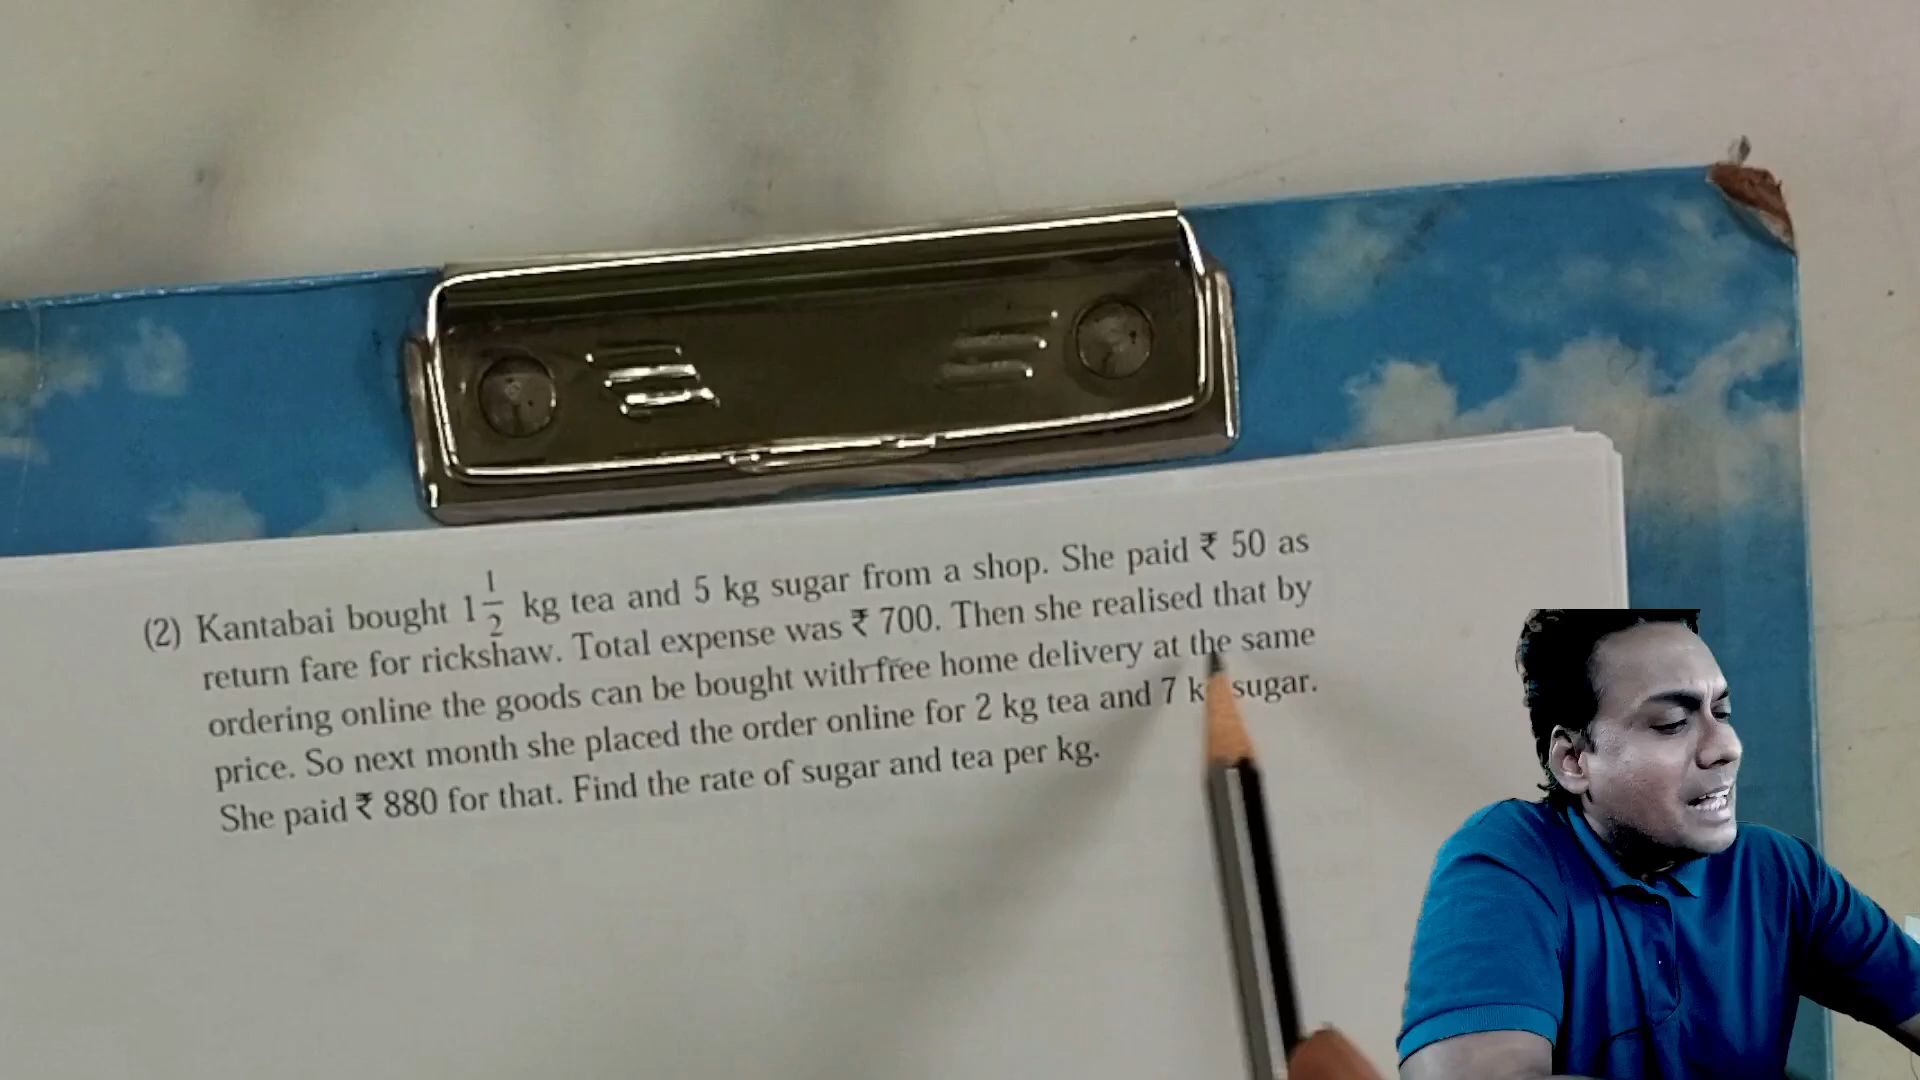 (2) Kantabai bought 1 1/2 kg tea and 5 kg sugar from a shop. She paid ₹ 50 as
return fare for rickshaw. Total expense was ₹ 700. Then she realised that by
ordering online the goods can be bought with free home delivery at the same
price. So next month she placed the order online for 2 kg tea and 7 kg sugar.
She paid ₹ 880 for that. Find the rate of sugar and tea per kg.